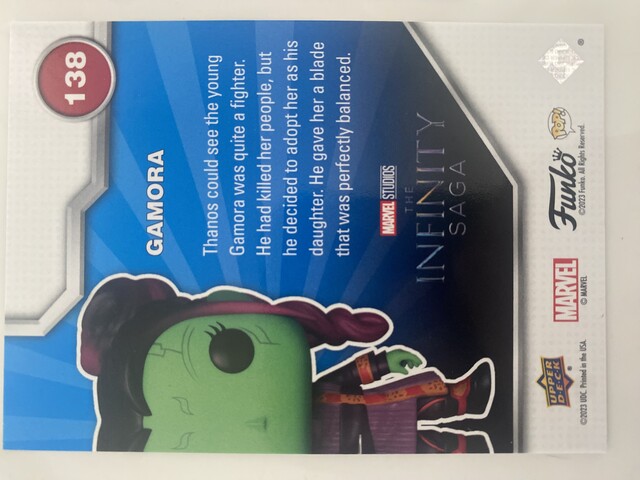 138
GAMORA
Thanos could see the young
Gamora was quite a fighter.
He had killed her people, but
he decided to adopt her as his
daughter. He gave her a blade
that was perfectly balanced.
MARVEL STUDIOS
THE
INFINITY
SAGA
UPPER
DECK
©2023 UDC. Printed in the USA.
MARVEL
© MARVEL
Funko
POP!
©2023 Funko. All Rights Reserved.